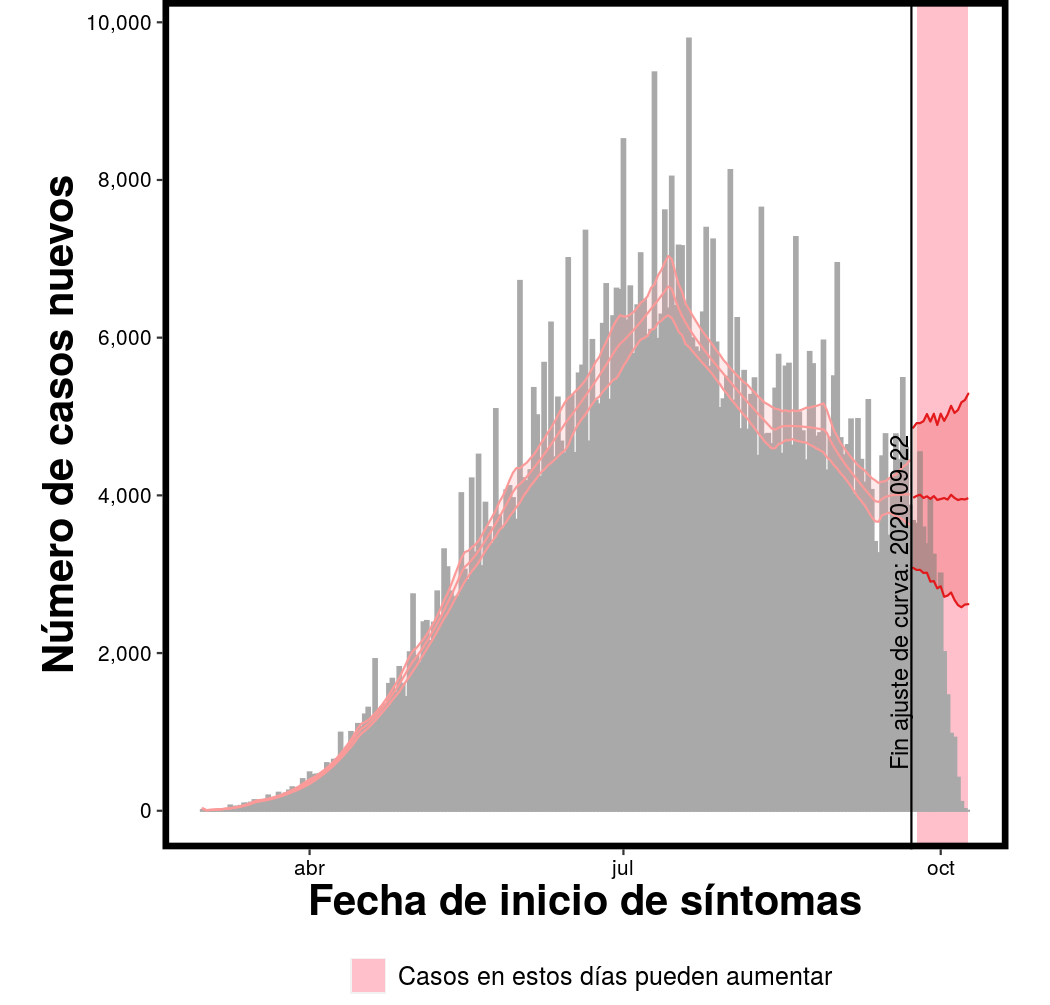 10,000
8,000
6,000
4,000
2,000
0
Número de casos nuevos
Fin ajuste de curva: 2020-09-22
abr
jul
oct
Fecha de inicio de síntomas
Casos en estos días pueden aumentar